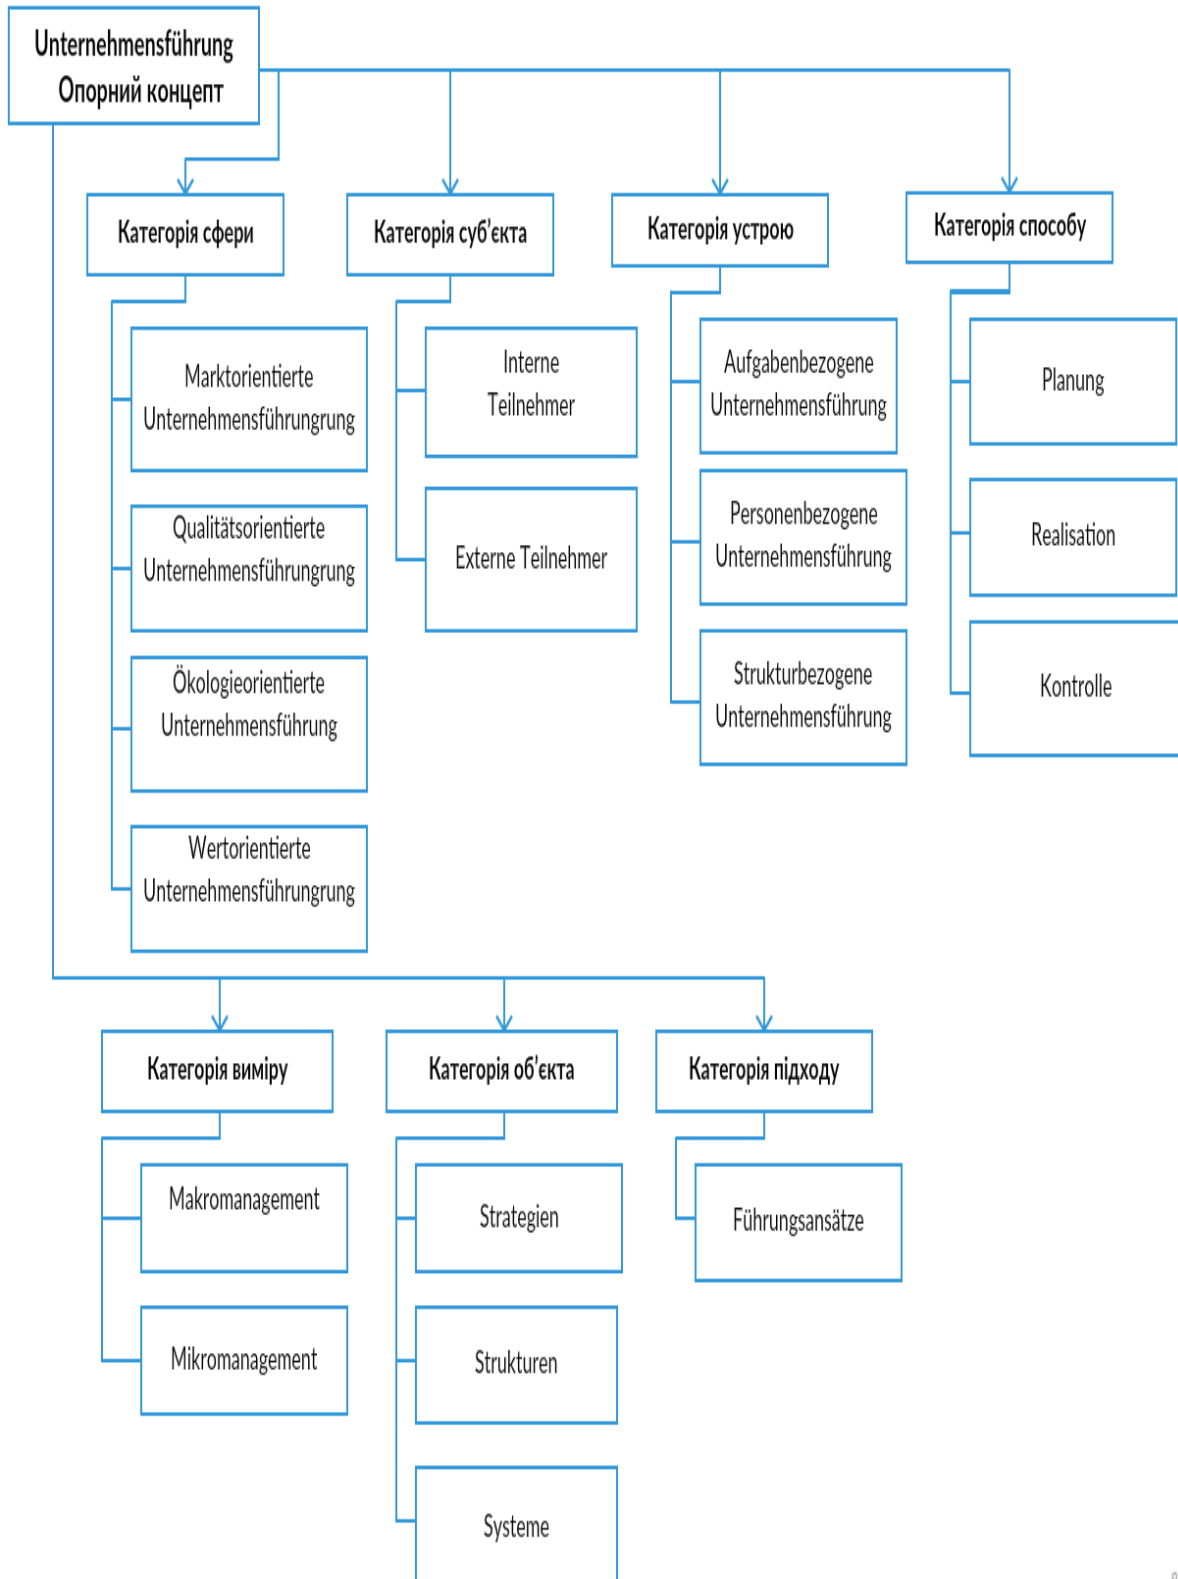 Unternehmensführung
Опорний концепт
Категорія сфери
Категорія суб’єкта
Категорія устрою
Категорія способу
Marktorientierte
Unternehmensführungrung
Qualitätsorientierte
Unternehmensführungrung
Ökologieorientierte
Unternehmensführung
Wertorientierte
Unternehmensführungrung
Interne
Teilnehmer
Externe Teilnehmer
Aufgabenbezogene
Unternehmensführung
Personenbezogene
Unternehmensführung
Strukturbezogene
Unternehmensführung
Planung
Realisation
Kontrolle
Категорія виміру
Категорія об’єкта
Категорія підходу
Makromanagement
Mikromanagement
Strategien
Strukturen
Systeme
Führungsansätze